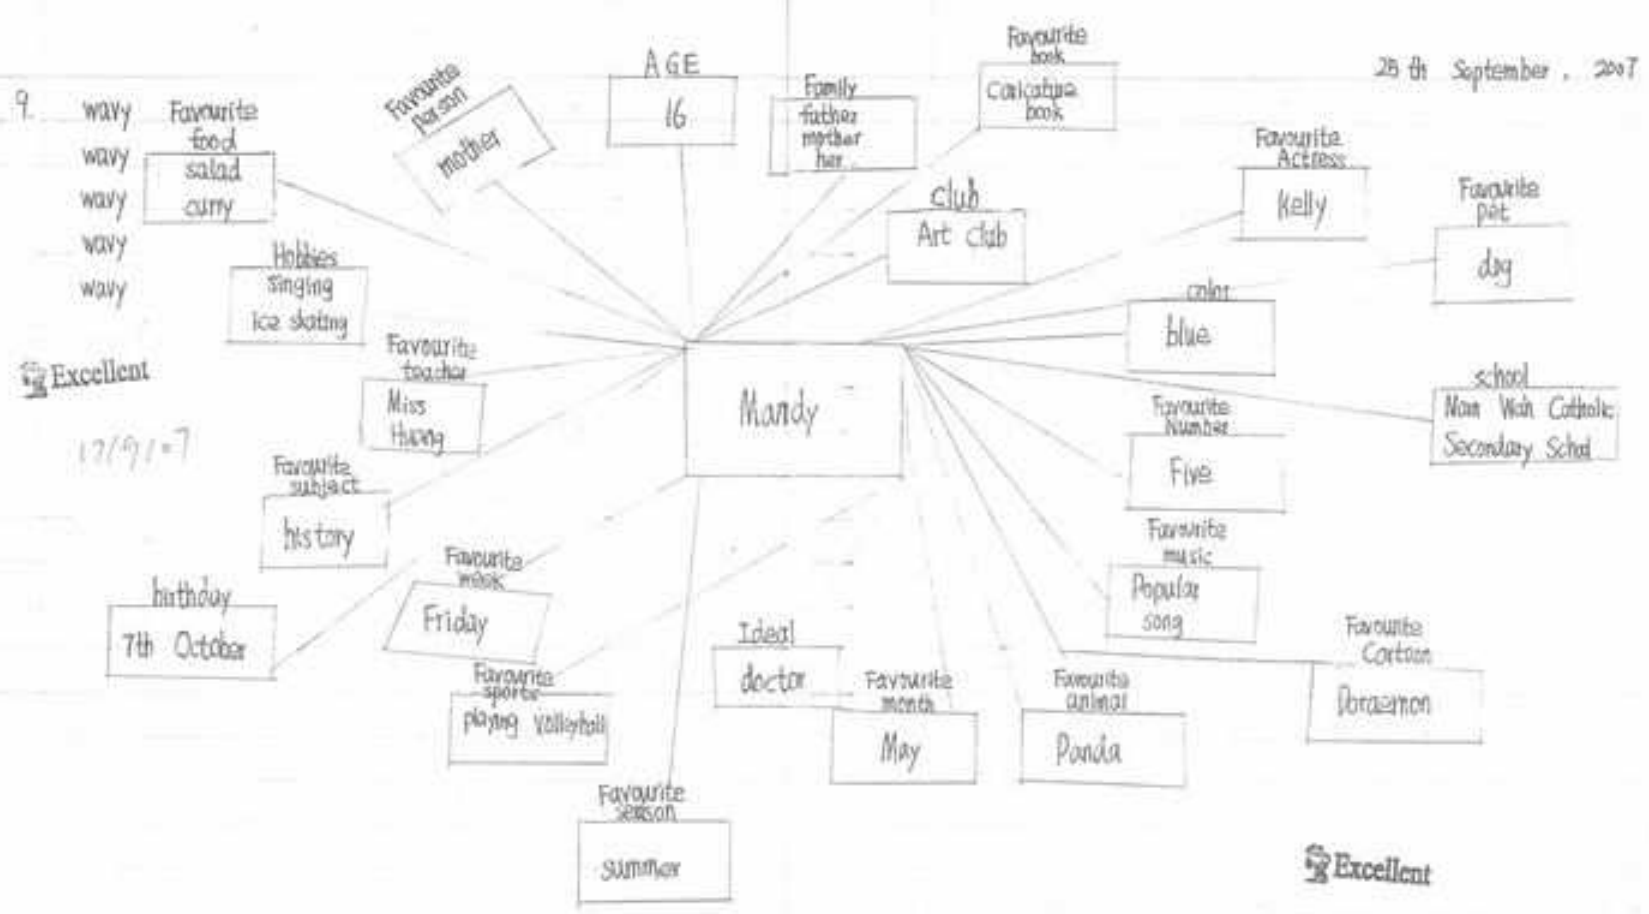 25th September, 2007
9.
wavy
wavy
wavy
wavy
wavy
Favourite
food
salad
curry
Favourite
person
mother
AGE
16
Family
father
mother
her..
Favourite
book
Caricature
book
club
Art club
Favourite
Actress
Kelly
Favourite
pet
dog
Hobbies
singing
ice skating
color
blue
Excellent
Favourite
teacher
Miss
Huang
Mandy
school
Wah Catholic
Secondary School
Favourite
Number
Five
Favourite
subject
history
Favourite
music
Popular
song
Favourite
week
Friday
birthday
7th October
Ideal
doctor
Favourite
Cartoon
Doraemon
Favourite
sports
playing volleyball
Favourite
month
May
Favourite
animal
Panda
Favourite
season
summer
Excellent